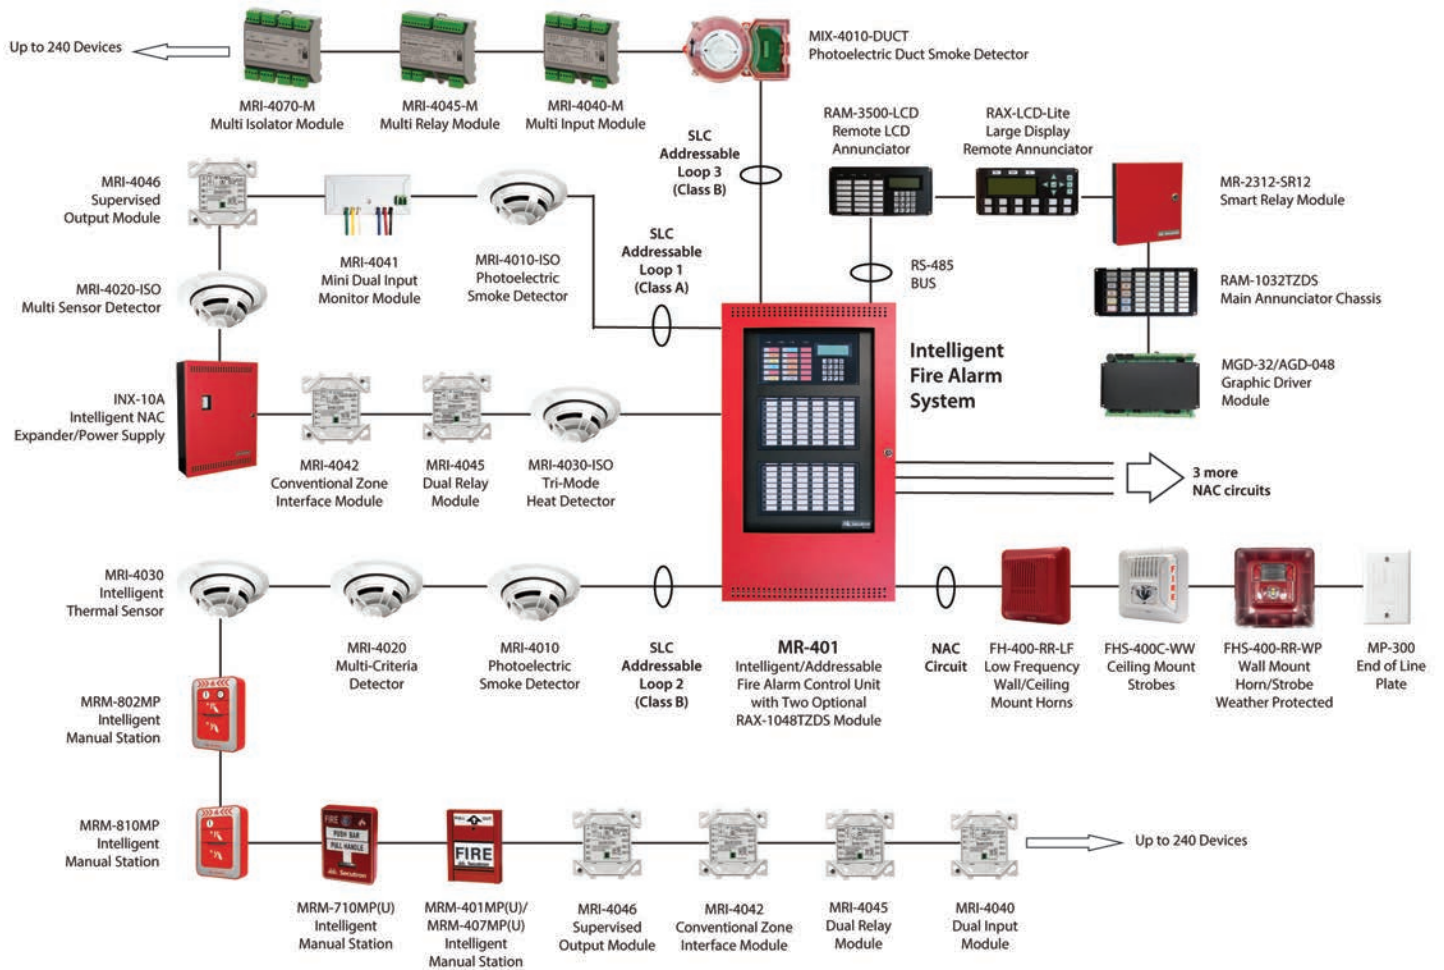 Up to 240 Devices
MRI-4070-M
Multi Isolator Module
MRI-4045-M
Multi Relay Module
MRI-4040-M
Multi Input Module
MIX-4010-DUCT
Photoelectric Duct Smoke Detector
SLC
Addressable
Loop 3
(Class B)
RAM-3500-LCD
Remote LCD
Annunciator
RAX-LCD-Lite
Large Display
Remote Annunciator
MR-2312-SR12
Smart Relay Module
MRI-4046
Supervised
Output Module
MRI-4041
Mini Dual Input
Monitor Module
MRI-4010-ISO
Photoelectric
Smoke Detector
SLC
Addressable
Loop 1
(Class A)
RS-485
BUS
RAM-1032TZDS
Main Annunciator Chassis
MRI-4020-ISO
Multi Sensor Detector
Intelligent
Fire Alarm
System
MGD-32/AGD-048
Graphic Driver
Module
INX-10A
Intelligent NAC
Expander/Power Supply
MRI-4042
Conventional Zone
Interface Module
MRI-4045
Dual Relay
Module
MRI-4030-ISO
Tri-Mode
Heat Detector
3 more
NAC circuits
MRI-4030
Intelligent
Thermal Sensor
MRI-4020
Multi-Criteria
Detector
MRI-4010
Photoelectric
Smoke Detector
SLC
Addressable
Loop 2
(Class B)
MR-401
Intelligent/Addressable
Fire Alarm Control Unit
with Two Optional
RAX-1048TZDS Module
NAC
Circuit
FH-400-RR-LF
Low Frequency
Wall/Ceiling
Mount Horns
FIRE
FHS-400C-WW
Ceiling Mount
Strobes
FHS-400-RR-WP
Wall Mount
Horn/Strobe
Weather Protected
MP-300
End of Line
Plate
MRM-802MP
Intelligent
Manual Station
MRM-810MP
Intelligent
Manual Station
FIRE
PUSH BAR
PULL HANDLE
Secutron
MRM-710MP(U)
Intelligent
Manual Station
PULL OUT
FIRE
Secutron
MRM-401MP(U)/
MRM-407MP(U)
Intelligent
Manual Station
MRI-4046
Supervised
Output Module
MRI-4042
Conventional Zone
Interface Module
MRI-4045
Dual Relay
Module
MRI-4040
Dual Input
Module
Up to 240 Devices